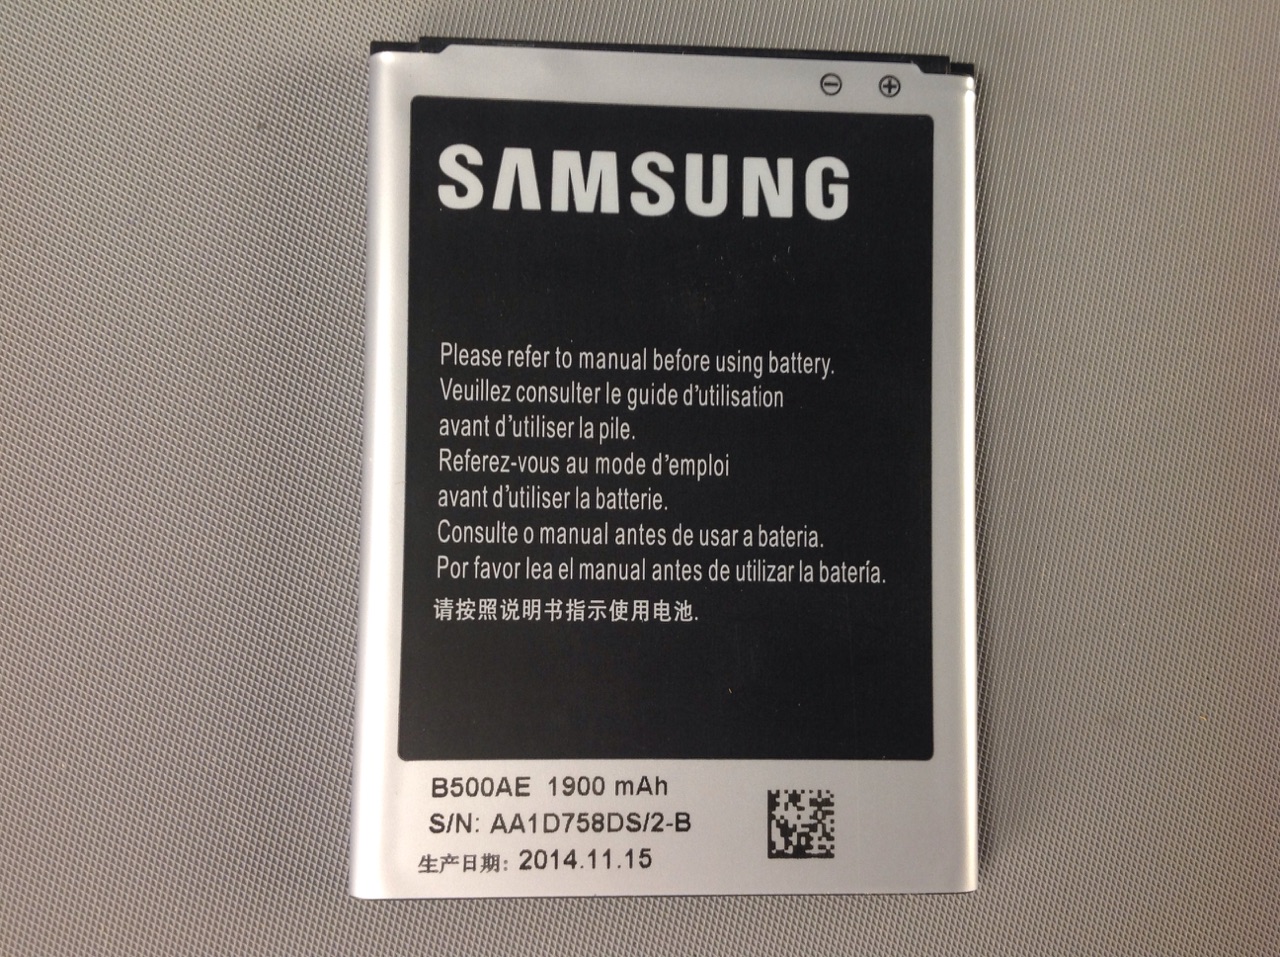 SAMSUNG
Please refer to manual before using battery.
Veuillez consulter le guide d'utilisation
avant d'utiliser la pile.
Referez-vous au mode d'emploi
avant d'utiliser la batterie.
Consulte o manual antes de usar a bateria.
Por favor lea el manual antes de utilizar la batería.
请按照说明书指示使用电池.
B500AE 1900 mAh
S/N: AA1D758DS/2-B
生产日期: 2014.11.15